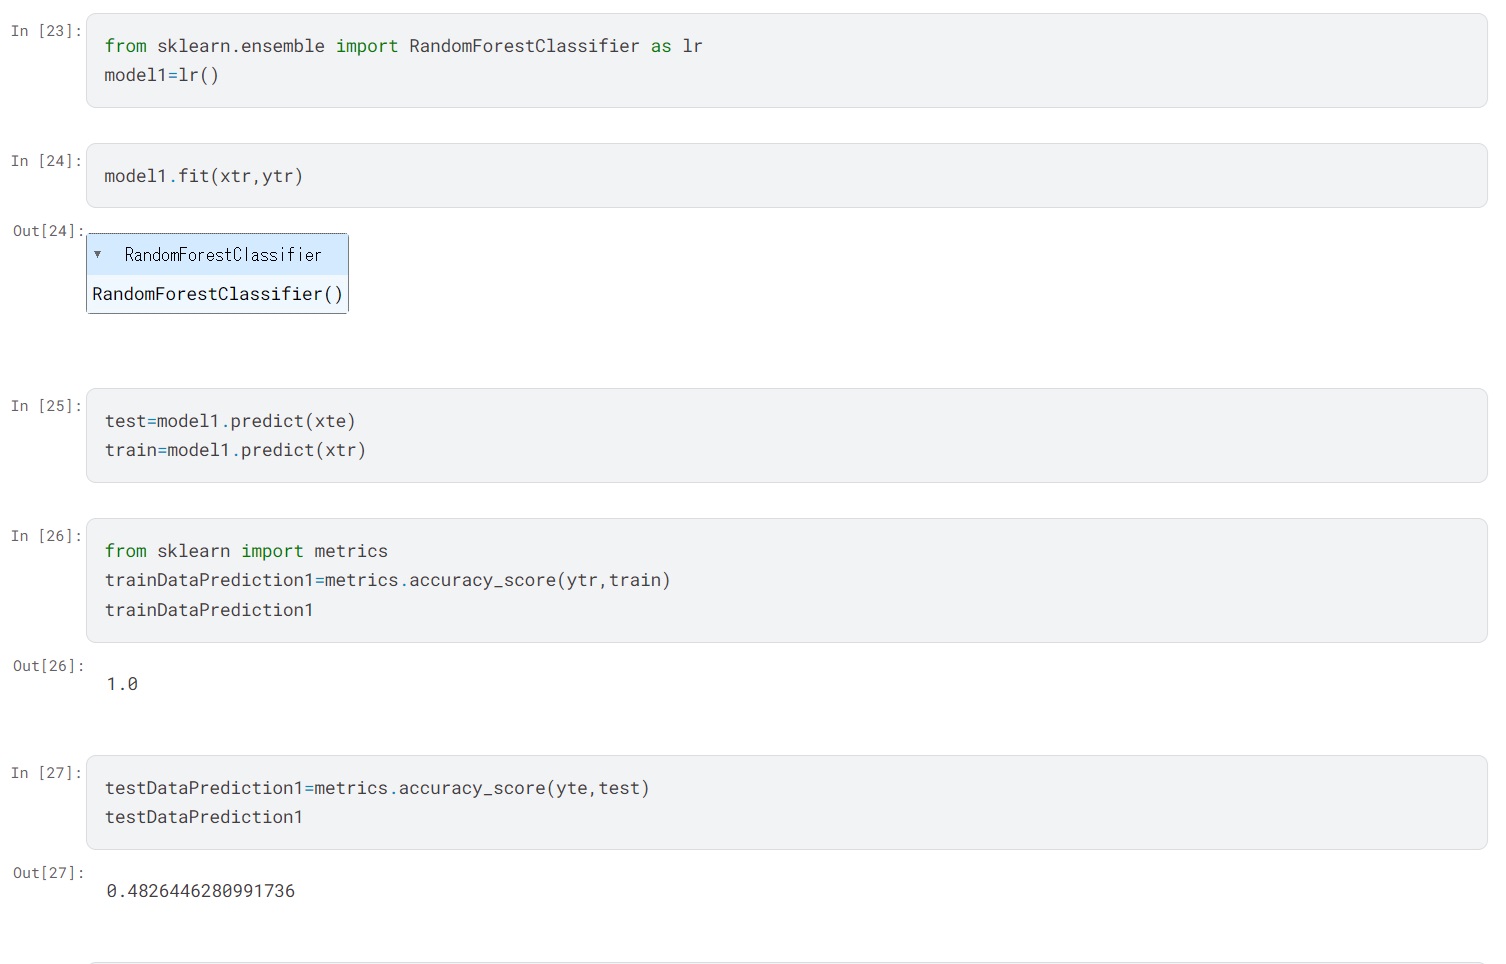 In [23]:
from sklearn.ensemble import RandomForestClassifier as lr
model1=lr()
In [24]:
model1.fit(xtr,ytr)
Out[24]:
▼ RandomForestClassifier
RandomForestClassifier()
In [25]:
test=model1.predict(xte)
train=model1.predict(xtr)
In [26]:
from sklearn import metrics
trainDataPrediction1=metrics.accuracy_score(ytr,train)
trainDataPrediction1
Out[26]:
1.0
In [27]:
testDataPrediction1=metrics.accuracy_score(yte,test)
testDataPrediction1
Out[27]:
0.4826446280991736